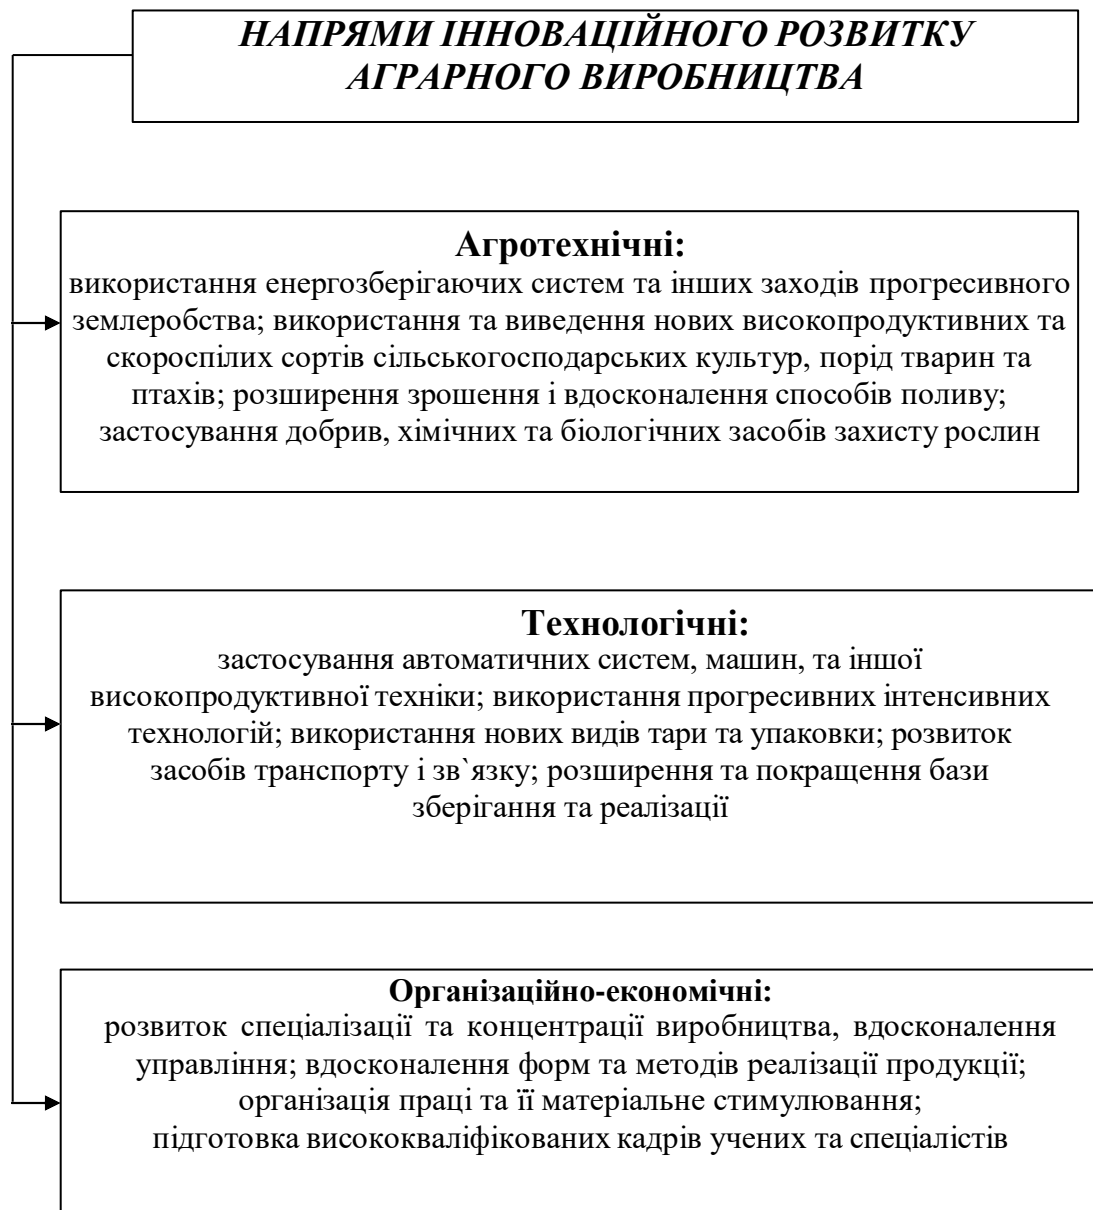 НАПРЯМИ ІННОВАЦІЙНОГО РОЗВИТКУ
АГРАРНОГО ВИРОБНИЦТВА
Агротехнічні:
використання енергозберігаючих систем та інших заходів прогресивного
землеробства; використання та виведення нових високопродуктивних та
скороспілих сортів сільськогосподарських культур, порід тварин та
птахів; розширення зрошення і вдосконалення способів поливу;
застосування добрив, хімічних та біологічних засобів захисту рослин
Технологічні:
застосування автоматичних систем, машин, та іншої
високопродуктивної техніки; використання прогресивних інтенсивних
технологій; використання нових видів тари та упаковки; розвиток
засобів транспорту і зв`язку; розширення та покращення бази
зберігання та реалізації
Організаційно-економічні:
розвиток спеціалізації та концентрації виробництва, вдосконалення
управління; вдосконалення форм та методів реалізації продукції;
організація праці та її матеріальне стимулювання;
підготовка висококваліфікованих кадрів учених та спеціалістів